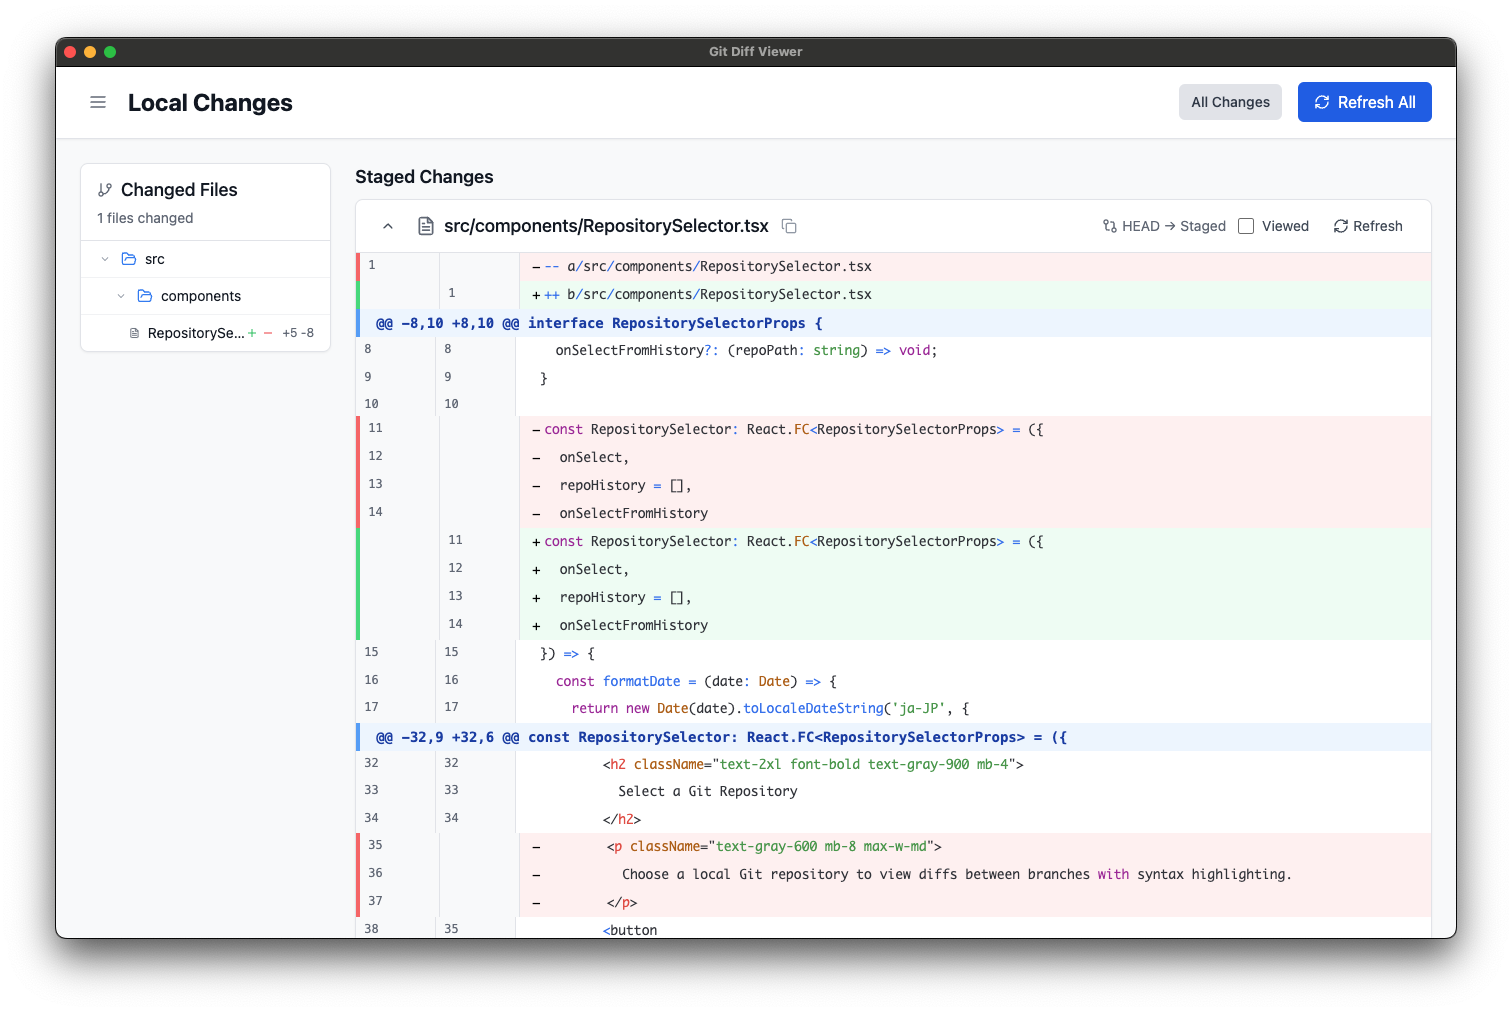 Git Diff Viewer
Local Changes
All Changes
Refresh All
Changed Files
1 files changed
src
components
RepositorySe... + − +5 -8
Staged Changes
src/components/RepositorySelector.tsx
HEAD → Staged
Viewed
Refresh
1 − -- a/src/components/RepositorySelector.tsx
1 + ++ b/src/components/RepositorySelector.tsx
@@ -8,10 +8,10 @@ interface RepositorySelectorProps {
8 8 onSelectFromHistory?: (repoPath: string) => void;
9 9 }
10 10
11 − const RepositorySelector: React.FC<RepositorySelectorProps> = ({
12 − onSelect,
13 − repoHistory = [],
14 − onSelectFromHistory
11 + const RepositorySelector: React.FC<RepositorySelectorProps> = ({
12 + onSelect,
13 + repoHistory = [],
14 + onSelectFromHistory
15 15 }) => {
16 16 const formatDate = (date: Date) => {
17 17 return new Date(date).toLocaleDateString('ja-JP', {
@@ -32,9 +32,6 @@ const RepositorySelector: React.FC<RepositorySelectorProps> = ({
32 32 <h2 className="text-2xl font-bold text-gray-900 mb-4">
33 33 Select a Git Repository
34 34 </h2>
35 − <p className="text-gray-600 mb-8 max-w-md">
36 − Choose a local Git repository to view diffs between branches with syntax highlighting.
37 − </p>
38 35 <button